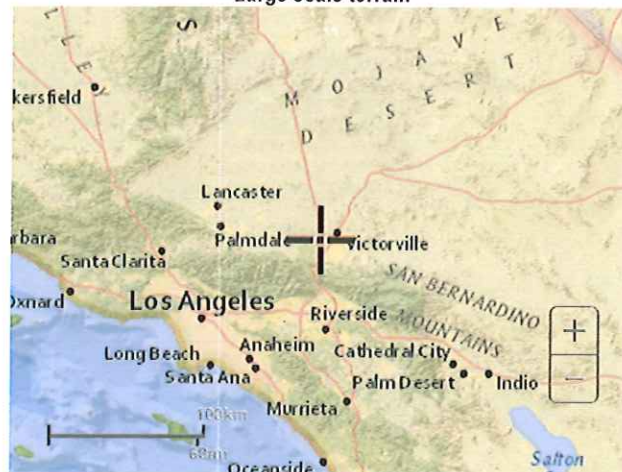 Large scale terrain
S
L L E Y
M O J A V E
D E S E R T
kersfield
Lancaster
Palmdale
Victorville
rbara
Santa Clarita
SAN BERNARDINO
MOUNTAINS
Oxnard
Los Angeles
Riverside
+
Anaheim
Long Beach
Cathedral City
Santa Ana
Palm Desert
Indio
−
Murrieta
100km
60mi
Oceanside
Salton